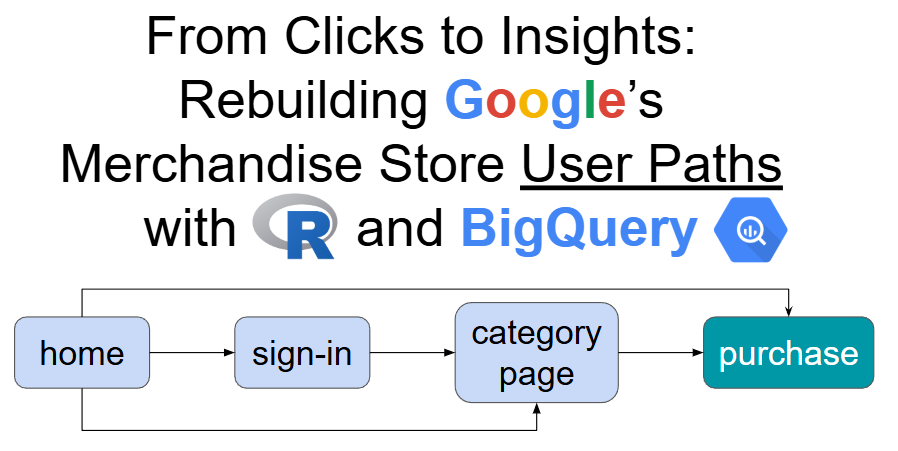 From Clicks to Insights:
Rebuilding Google’s
Merchandise Store User Paths
with R and BigQuery
home
sign-in
category
page
purchase